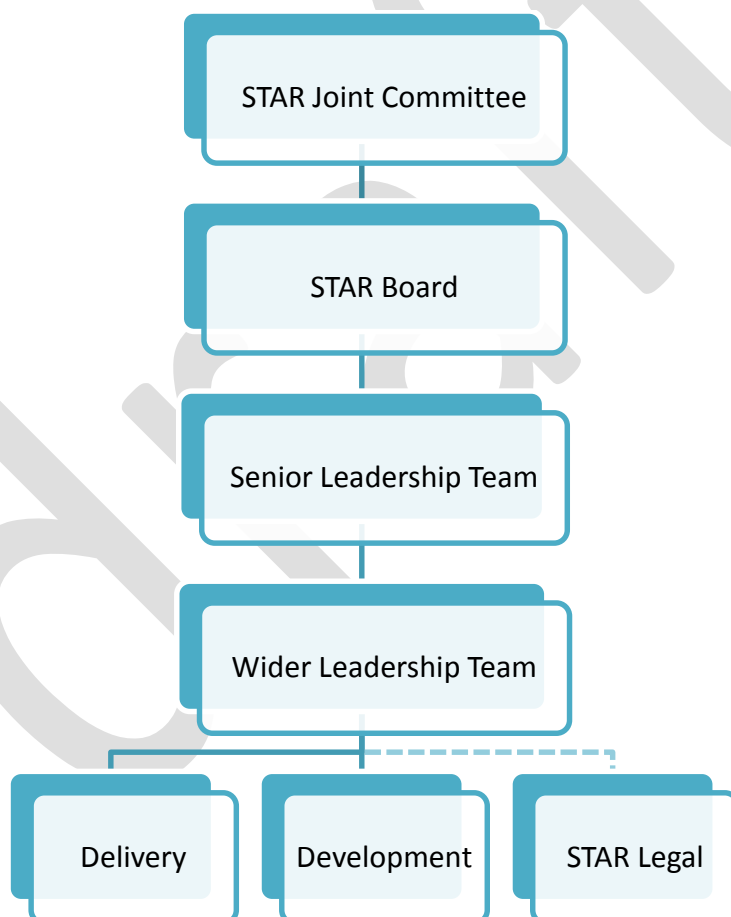 STAR Joint Committee
STAR Board
Senior Leadership Team
Wider Leadership Team
Delivery
Development
STAR Legal